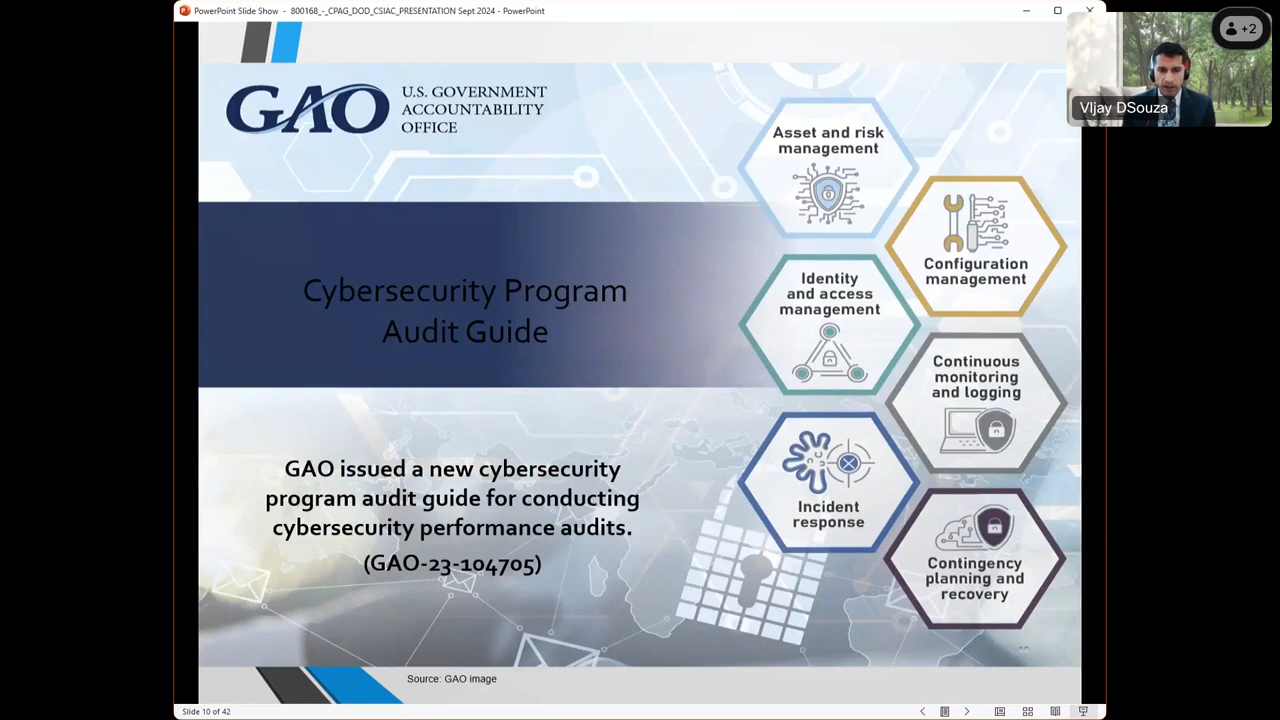 PowerPoint Slide Show - 800168_-_CPAG_DOD_CSIAC_PRESENTATION Sept 2024 - PowerPoint
+2
VIjay DSouza
GAO
U.S. GOVERNMENT
ACCOUNTABILITY
OFFICE
Asset and risk
management
Configuration
management
Identity
and access
management
Cybersecurity Program
Audit Guide
Continuous
monitoring
and logging
GAO issued a new cybersecurity
program audit guide for conducting
cybersecurity performance audits.
(GAO-23-104705)
Incident
response
Contingency
planning and
recovery
10
Source: GAO image
Slide 10 of 42